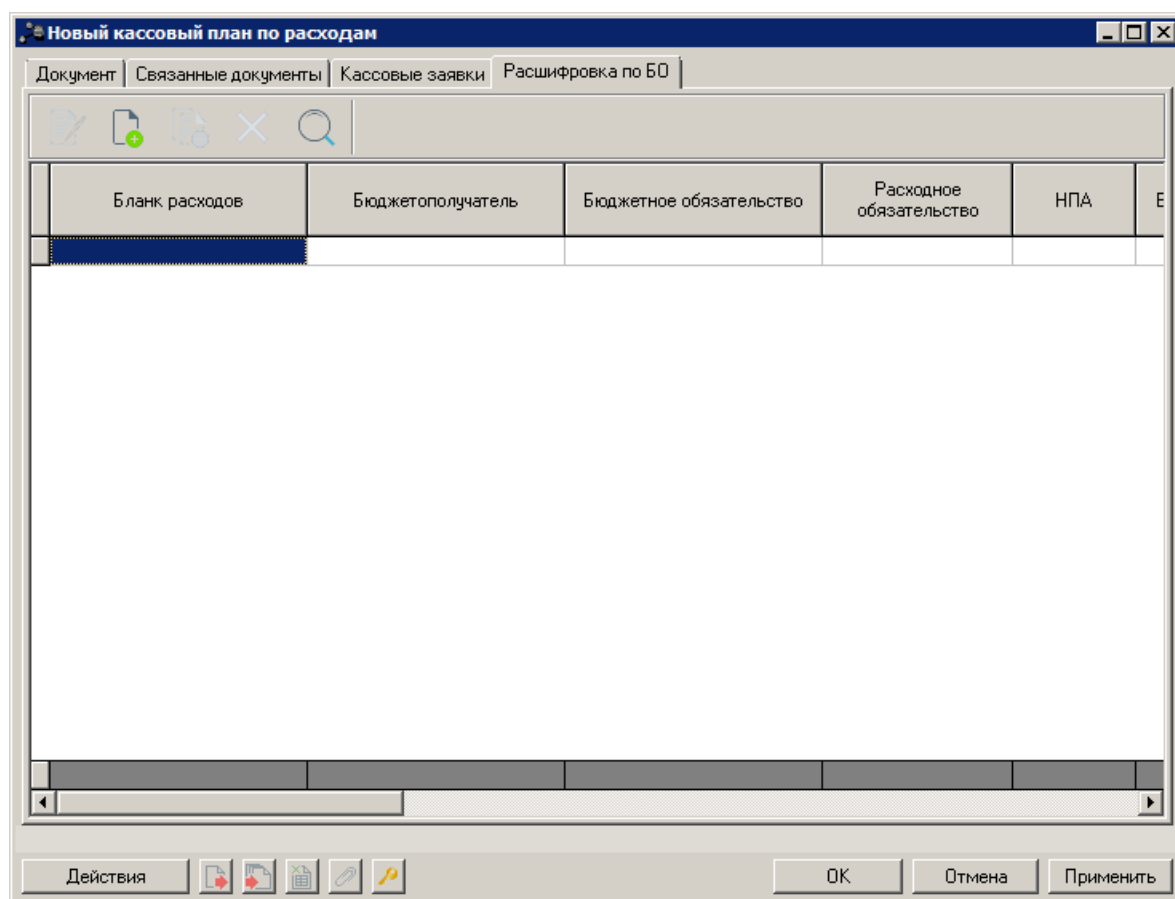 Новый кассовый план по расходам
Документ Связанные документы Кассовые заявки Расшифровка по БО
Бланк расходов Бюджетополучатель Бюджетное обязательство Расходное обязательство НПА
Действия ОК Отмена Применить